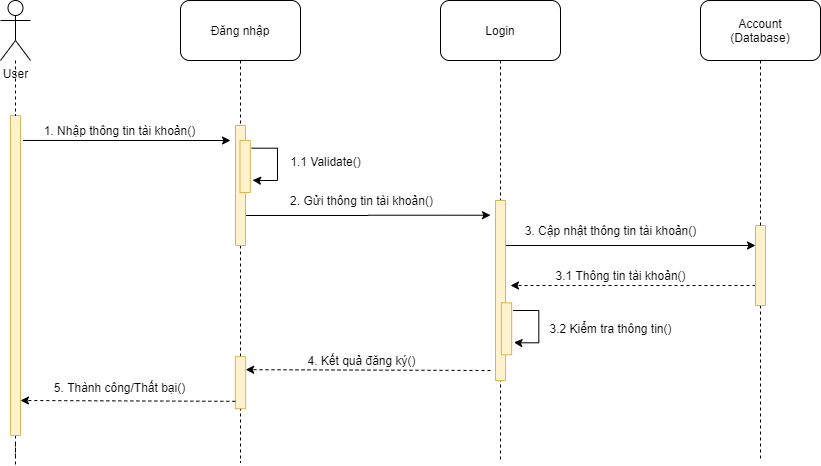 User
Đăng nhập
Login
Account
(Database)
1. Nhập thông tin tài khoản()
1.1 Validate()
2. Gửi thông tin tài khoản()
3. Cập nhật thông tin tài khoản()
3.1 Thông tin tài khoản()
3.2 Kiểm tra thông tin()
4. Kết quả đăng ký()
5. Thành công/Thất bại()